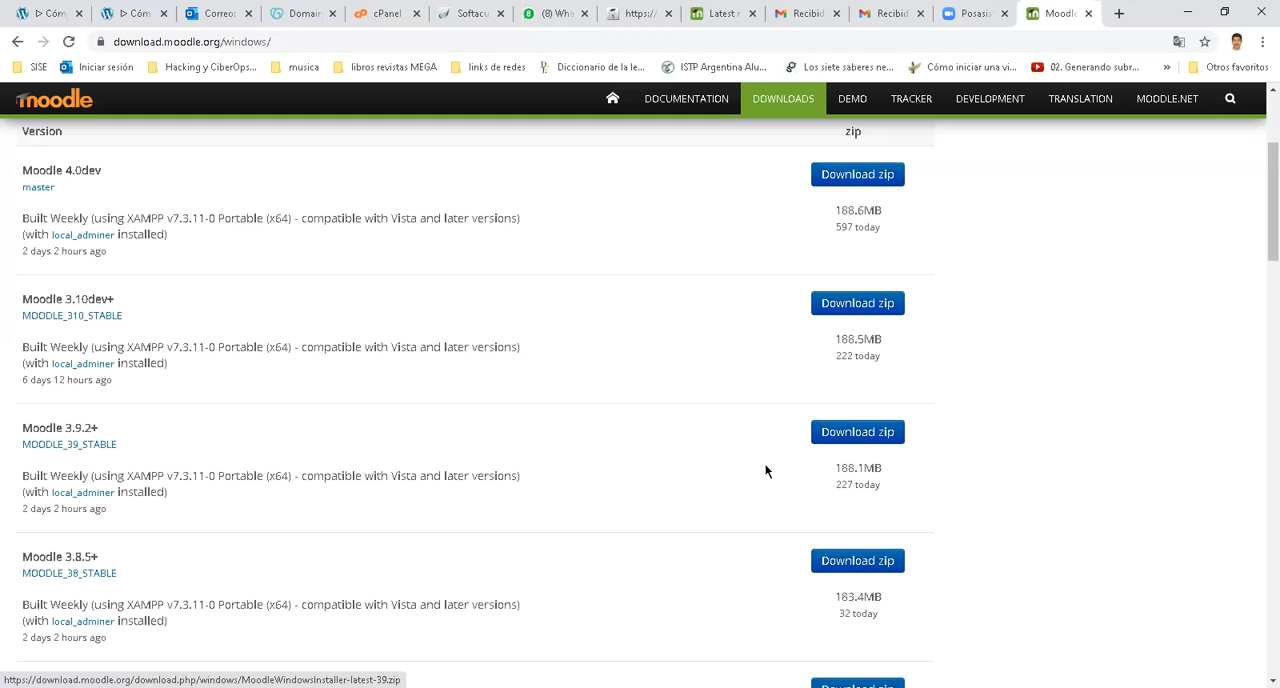 > Cóm
> Cóm
Correo
Domain
cPanel
Softacu
(8) Wha
https:/
Latest r
Recibid
Recibid
Posasis
Moodle
download.moodle.org/windows/
SISE
Iniciar sesión
Hacking y CiberOps...
musica
libros revistas MEGA
links de redes
Diccionario de la le...
ISTP Argentina Alu...
Los siete saberes ne...
Cómo iniciar una vi...
02. Generando subr...
»
Otros favoritos
moodle
DOCUMENTATION
DOWNLOADS
DEMO
TRACKER
DEVELOPMENT
TRANSLATION
MOODLE.NET
Version
zip
Moodle 4.0dev
master
Download zip
Built Weekly (using XAMPP v7.3.11-0 Portable (x64) - compatible with Vista and later versions)
(with local_adminer installed)
2 days 2 hours ago
188.6MB
597 today
Moodle 3.10dev+
MOODLE_310_STABLE
Download zip
Built Weekly (using XAMPP v7.3.11-0 Portable (x64) - compatible with Vista and later versions)
(with local_adminer installed)
6 days 12 hours ago
188.5MB
222 today
Moodle 3.9.2+
MOODLE_39_STABLE
Download zip
Built Weekly (using XAMPP v7.3.11-0 Portable (x64) - compatible with Vista and later versions)
(with local_adminer installed)
2 days 2 hours ago
188.1MB
227 today
Moodle 3.8.5+
MOODLE_38_STABLE
Download zip
Built Weekly (using XAMPP v7.3.11-0 Portable (x64) - compatible with Vista and later versions)
(with local_adminer installed)
2 days 2 hours ago
183.4MB
32 today
Download zip
https://download.moodle.org/download.php/windows/MoodleWindowsInstaller-latest-39.zip